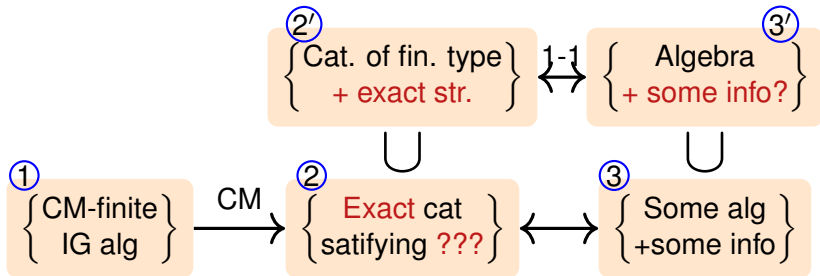 2′
3′
Cat. of fin. type
+ exact str.
1-1
Algebra
+ some info?
1
2
3
CM-finite
IG alg
CM
Exact cat
satifying ???
Some alg
+some info